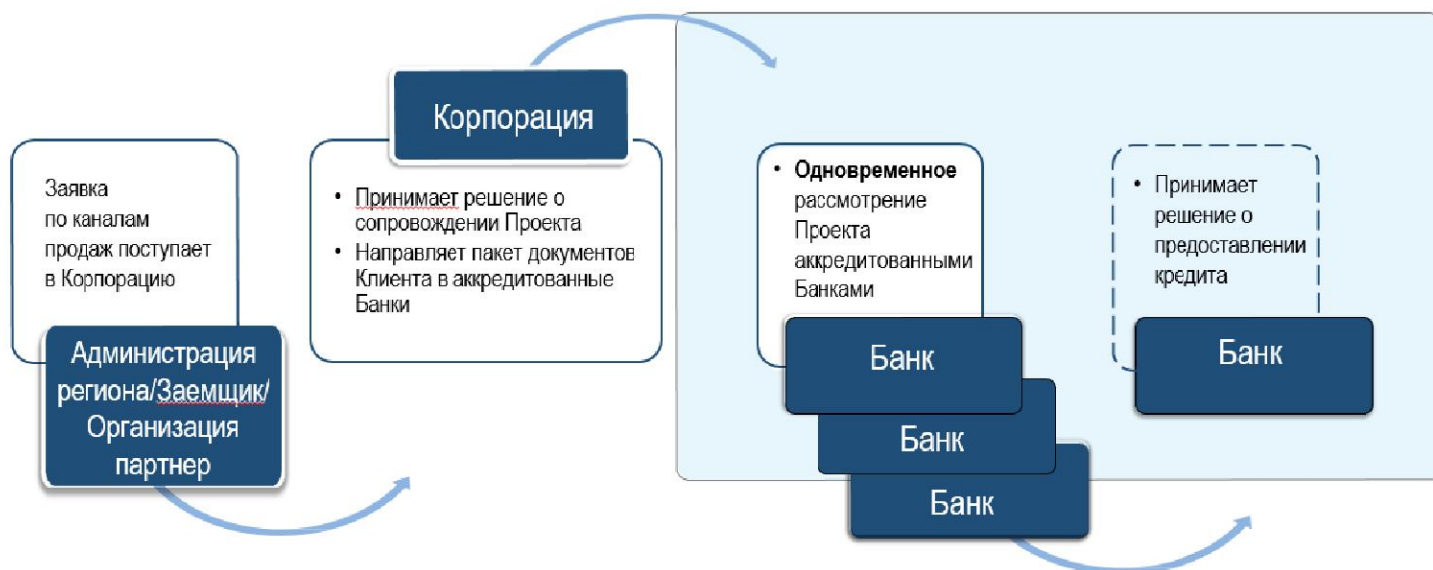 Заявка
по каналам
продаж поступает
в Корпорацию
Администрация
региона/Заемщик/
Организация
партнер
Корпорация
• Принимает решение о
сопровождении Проекта
• Направляет пакет документов
Клиента в аккредитованные
Банки
• Одновременное
рассмотрение
Проекта
аккредитованными
Банками
Банк
Банк
Банк
• Принимает
решение о
предоставлении
кредита
Банк